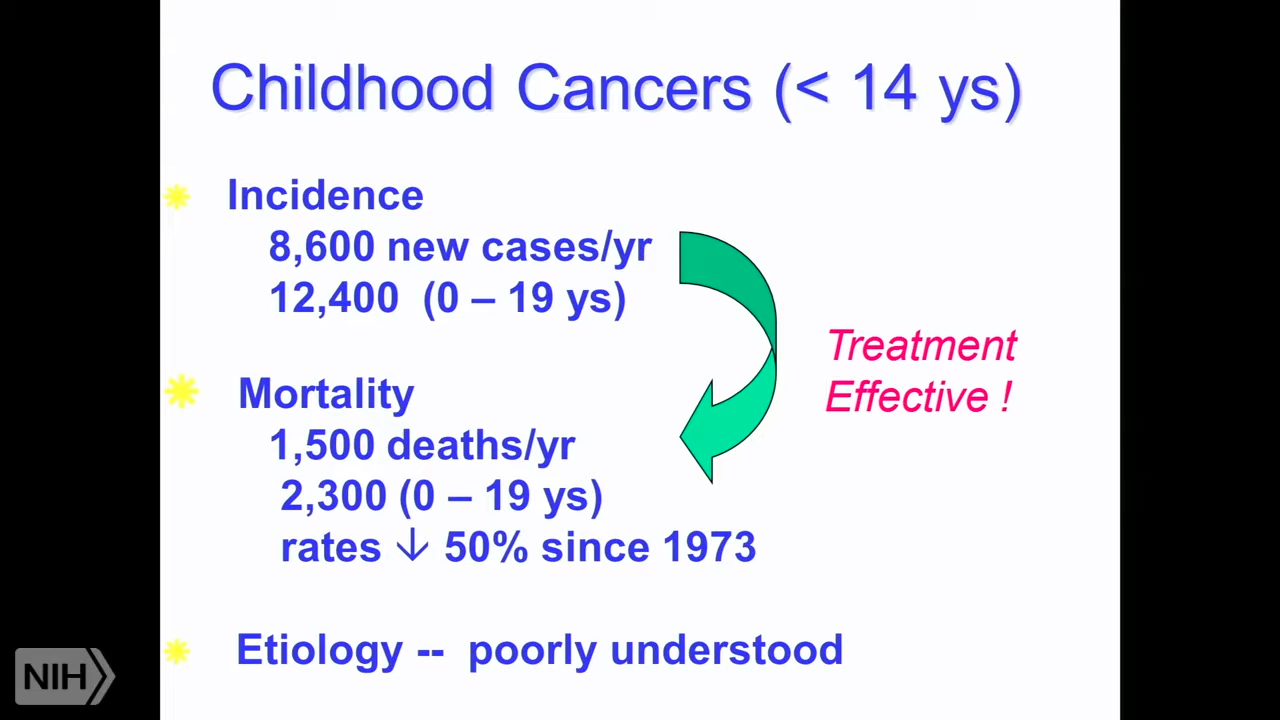 Childhood Cancers (< 14 ys)
Incidence
8,600 new cases/yr
12,400 (0 – 19 ys)
Treatment
Effective !
Mortality
1,500 deaths/yr
2,300 (0 – 19 ys)
rates ↓ 50% since 1973
Etiology -- poorly understood
NIH